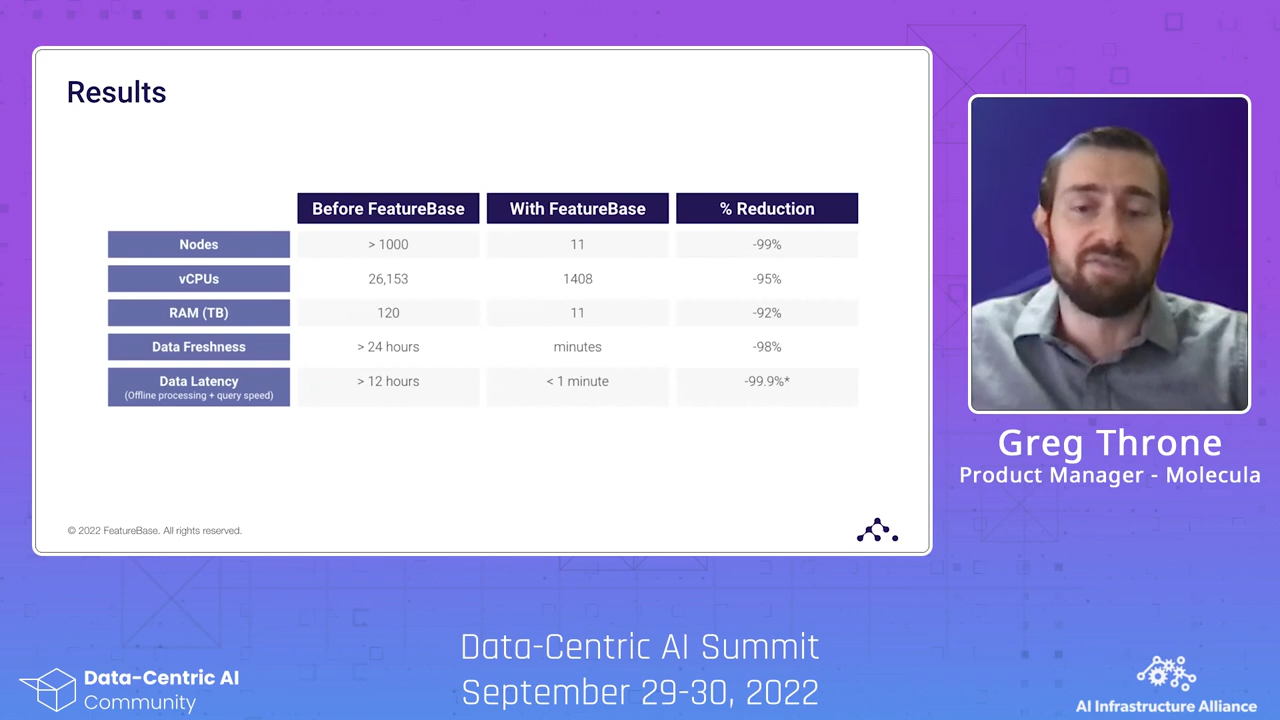 Results
Before FeatureBase With FeatureBase % Reduction
Nodes > 1000 11 -99%
vCPUs 26,153 1408 -95%
RAM (TB) 120 11 -92%
Data Freshness > 24 hours minutes -98%
Data Latency > 12 hours < 1 minute -99.9%*
(Offline processing + query speed)
© 2022 FeatureBase. All rights reserved.
Greg Throne
Product Manager - Molecula
Data-Centric AI Summit
September 29-30, 2022
Data-Centric AI
Community
AI Infrastructure Alliance